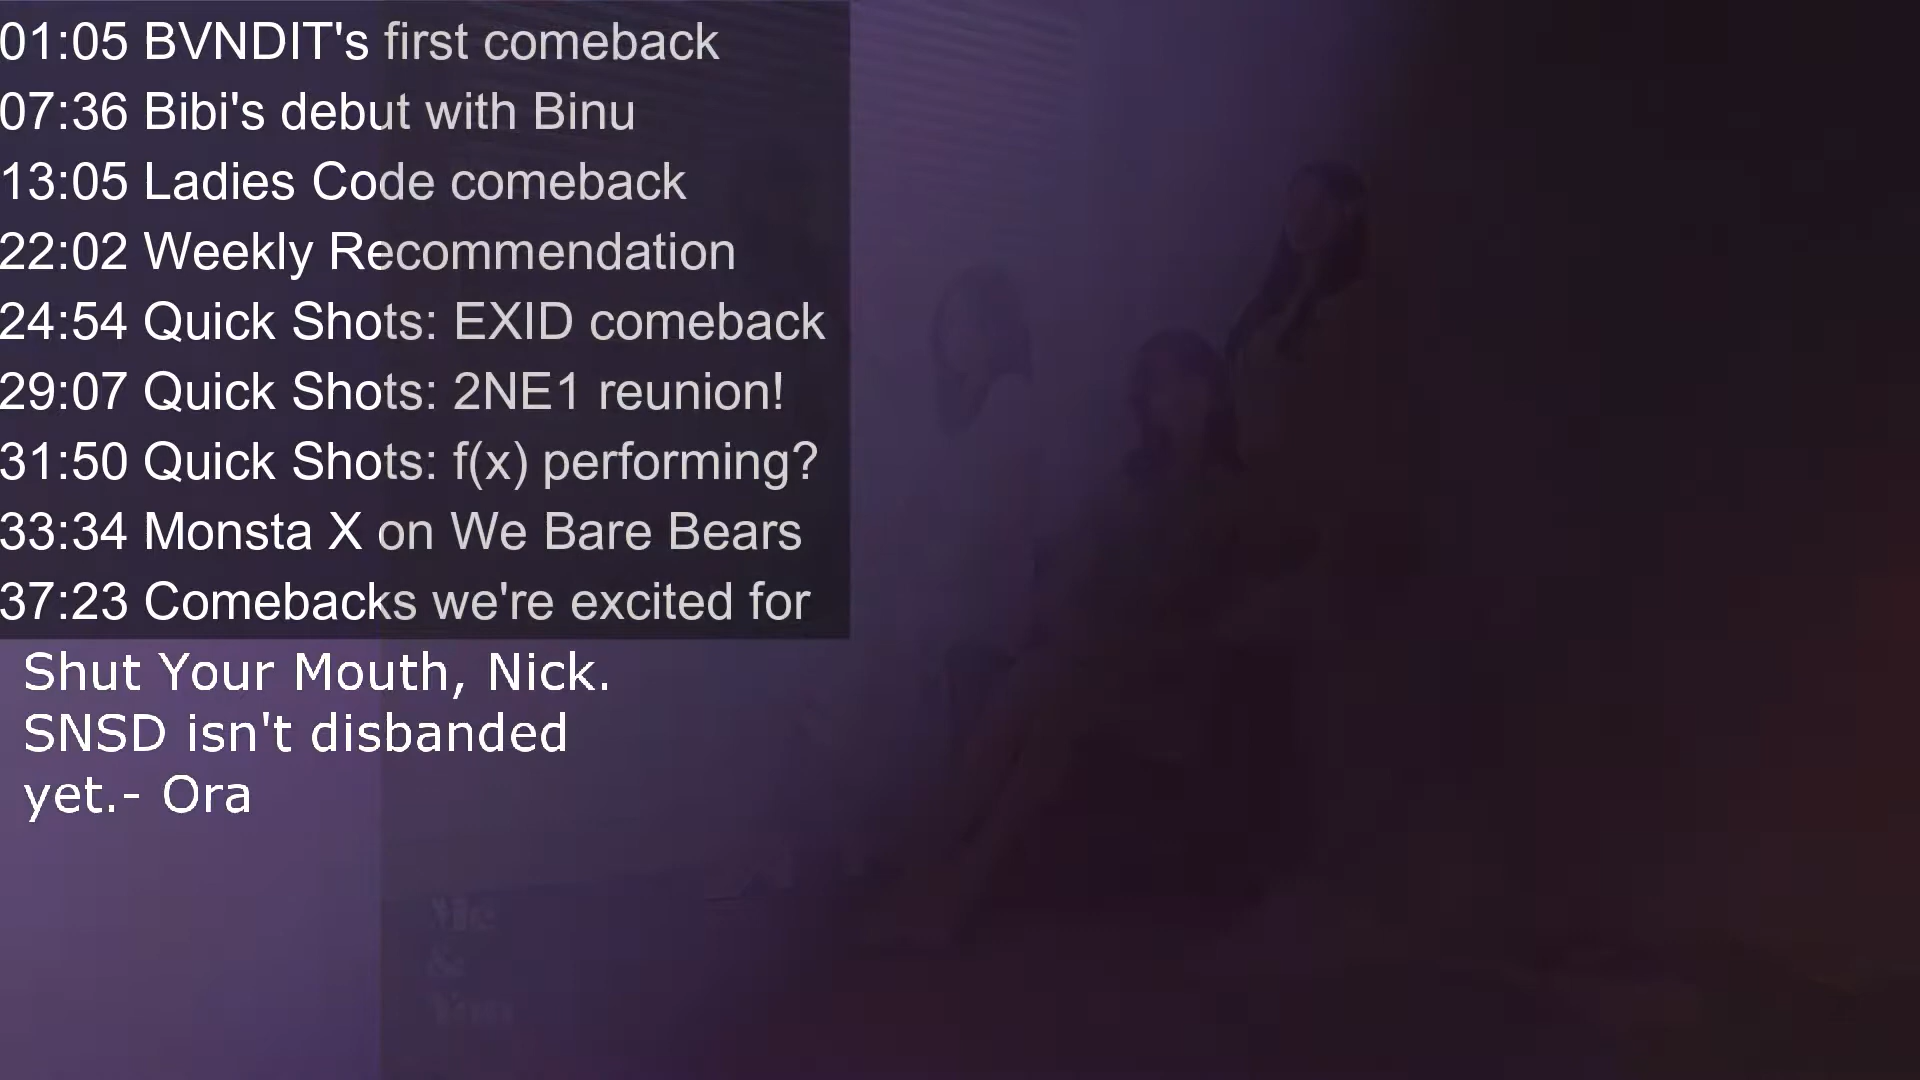 01:05 BVNDIT's first comeback
07:36 Bibi's debut with Binu
13:05 Ladies Code comeback
22:02 Weekly Recommendation
24:54 Quick Shots: EXID comeback
29:07 Quick Shots: 2NE1 reunion!
31:50 Quick Shots: f(x) performing?
33:34 Monsta X on We Bare Bears
37:23 Comebacks we're excited for
Shut Your Mouth, Nick.
SNSD isn't disbanded
yet.- Ora
Me
&
You